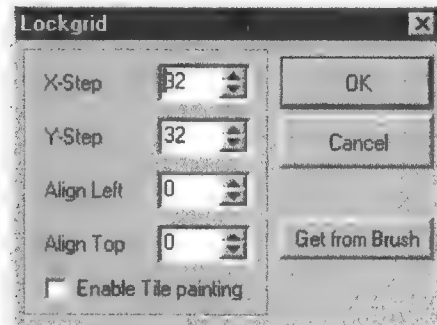 Lockgrid
X-Step 32
Y-Step 32
Align Left 0
Align Top 0
Enable Tile painting
OK
Cancel
Get from Brush